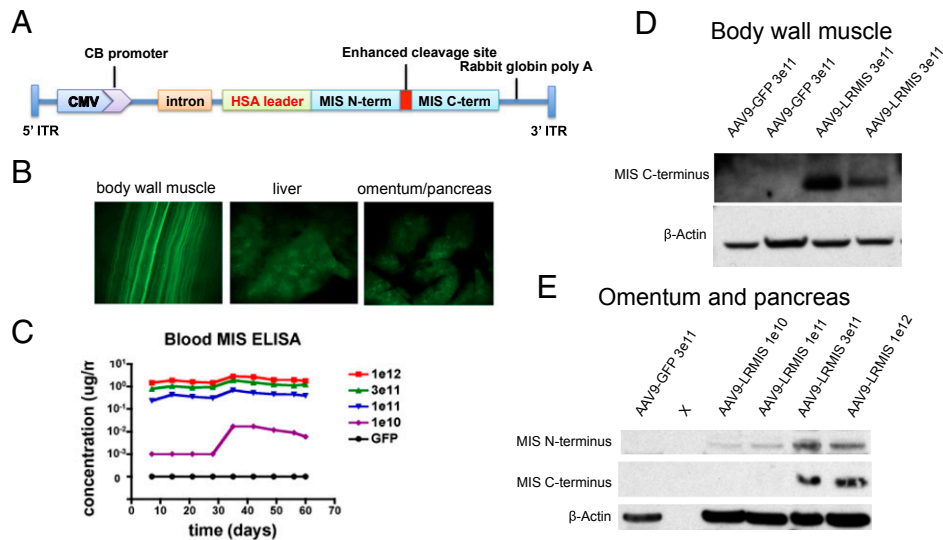 A
CB promoter
Enhanced cleavage site
Rabbit globin poly A
CMV
intron
HSA leader
MIS N-term
MIS C-term
5' ITR
3' ITR
B
body wall muscle
liver
omentum/pancreas
C
Blood MIS ELISA
concentration (ug/m
10¹
10⁰
10⁻¹
10⁻³
0
0 10 20 30 40 50 60 70
time (days)
1e12
3e11
1e11
1e10
GFP
D
Body wall muscle
AAV9-GFP 3e11
AAV9-GFP 3e11
AAV9-LRMIS 3e11
AAV9-LRMIS 3e11
MIS C-terminus
β-Actin
E
Omentum and pancreas
AAV9-GFP 3e11
X
AAV9-LRMIS 1e10
AAV9-LRMIS 1e11
AAV9-LRMIS 3e11
AAV9-LRMIS 1e12
MIS N-terminus
MIS C-terminus
β-Actin